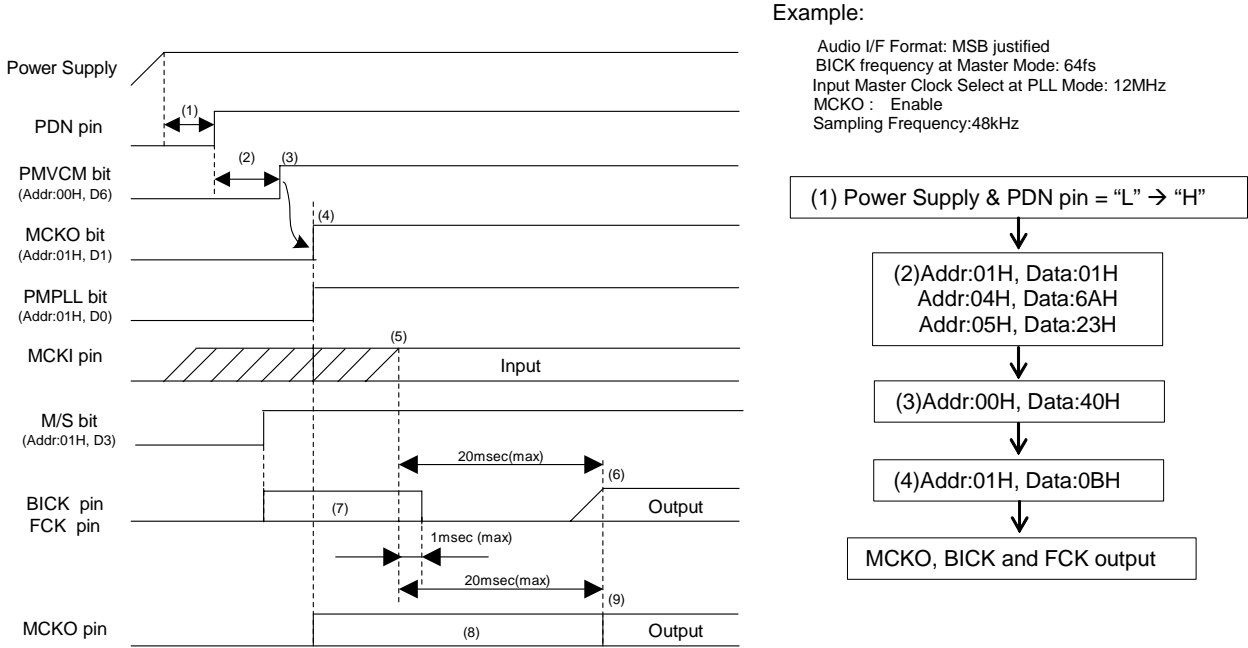 Power Supply
PDN pin
PMVCM bit
(Addr:00H, D6)
MCKO bit
(Addr:01H, D1)
PMPLL bit
(Addr:01H, D0)
MCKI pin
M/S bit
(Addr:01H, D3)
BICK pin
FCK pin
MCKO pin
(1)
(2)
(3)
(4)
(5)
Input
20msec(max)
(6)
(7)
Output
1msec (max)
20msec(max)
(9)
(8)
Output
Example:
Audio I/F Format: MSB justified
BICK frequency at Master Mode: 64fs
Input Master Clock Select at PLL Mode: 12MHz
MCKO : Enable
Sampling Frequency:48kHz
(1) Power Supply & PDN pin = “L” → “H”
(2)Addr:01H, Data:01H
Addr:04H, Data:6AH
Addr:05H, Data:23H
(3)Addr:00H, Data:40H
(4)Addr:01H, Data:0BH
MCKO, BICK and FCK output